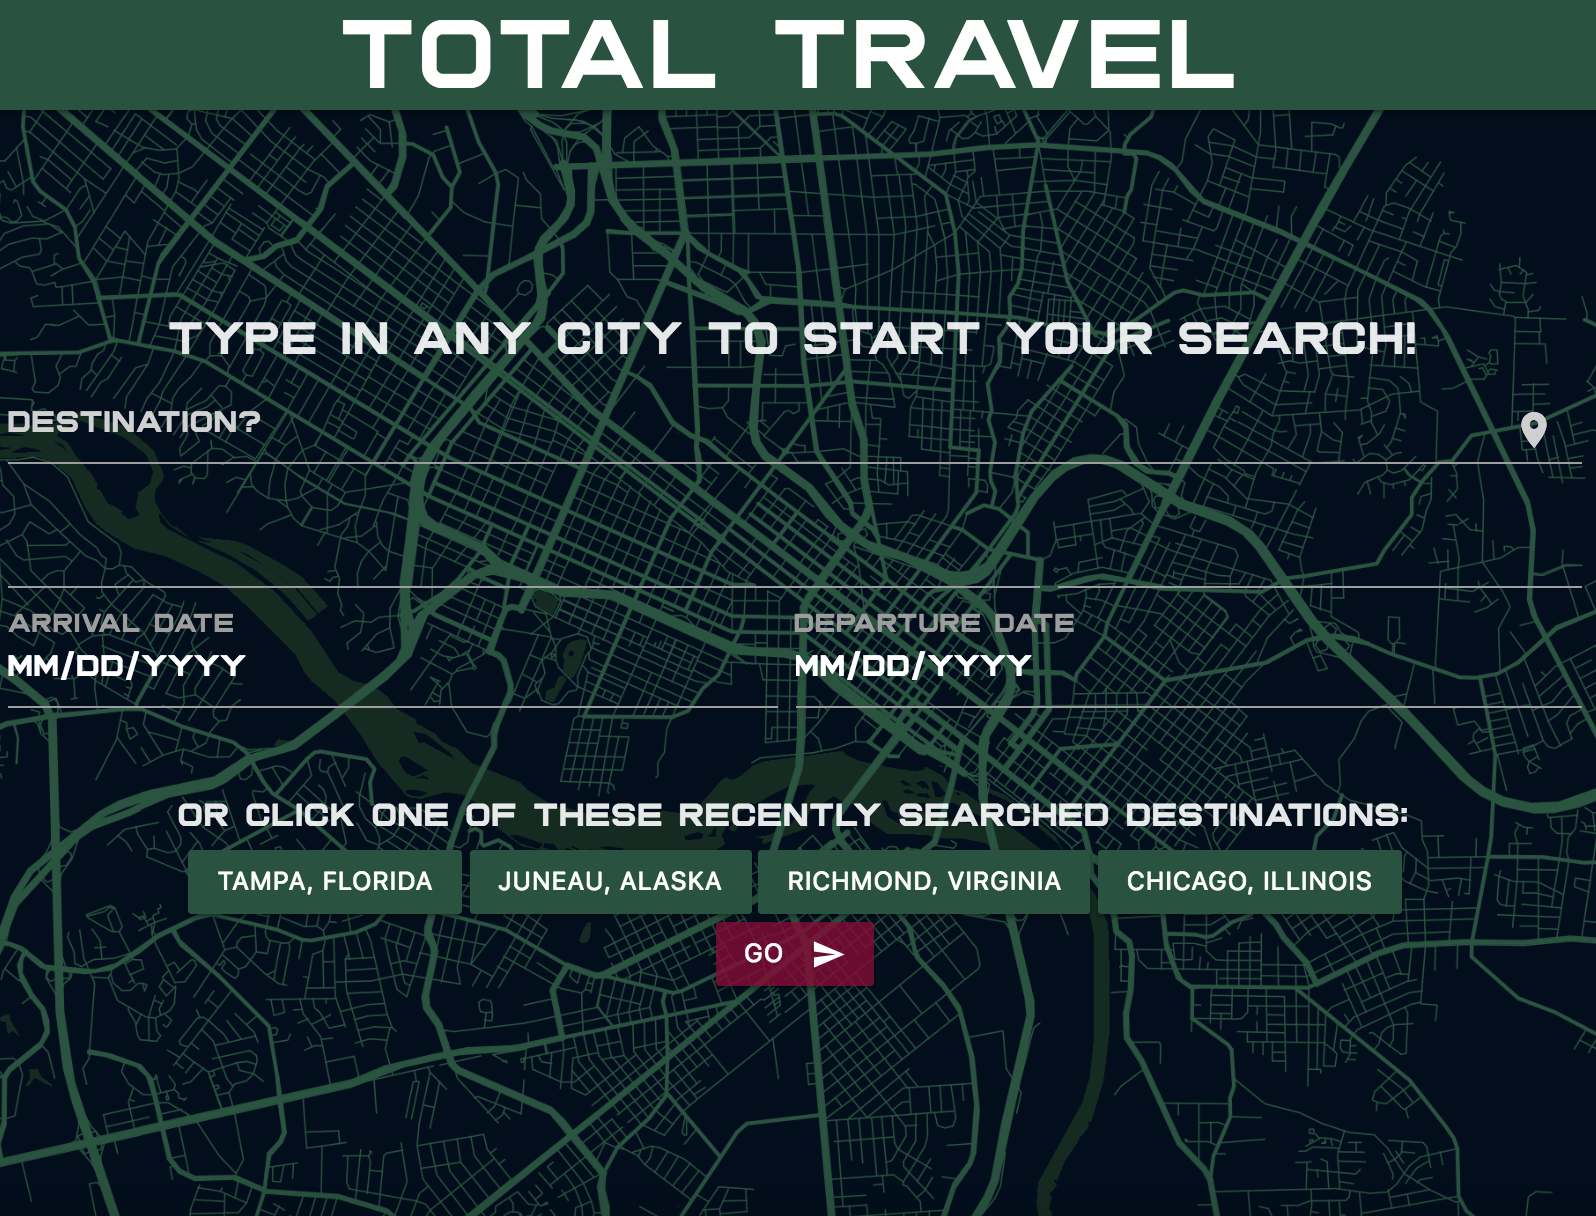 TOTAL TRAVEL
TYPE IN ANY CITY TO START YOUR SEARCH!
DESTINATION?
ARRIVAL DATE DEPARTURE DATE
MM/DD/YYYY MM/DD/YYYY
OR CLICK ONE OF THESE RECENTLY SEARCHED DESTINATIONS:
TAMPA, FLORIDA JUNEAU, ALASKA RICHMOND, VIRGINIA CHICAGO, ILLINOIS
GO